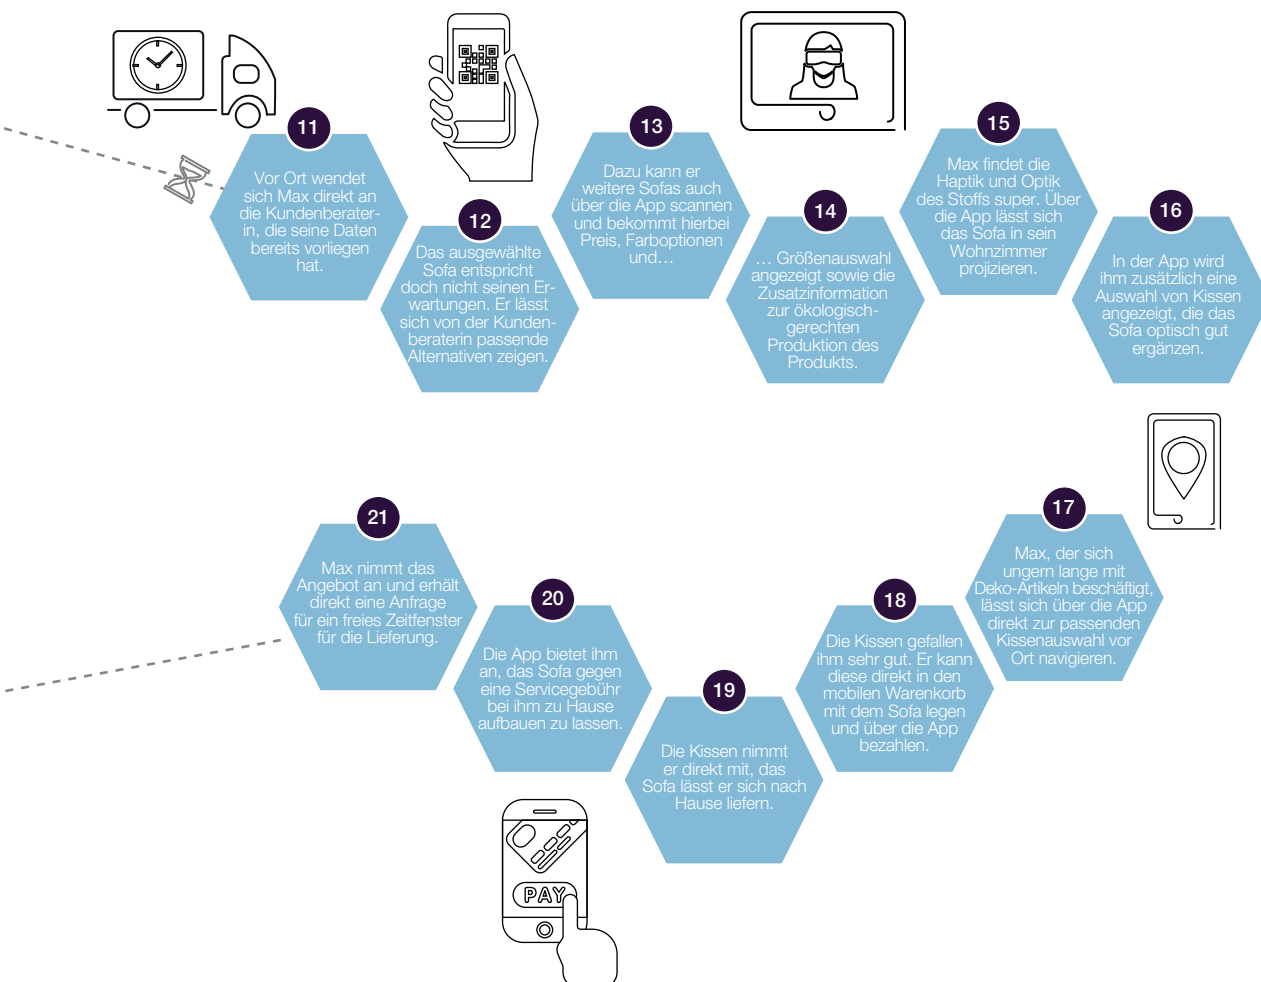 11
Vor Ort wendet
sich Max direkt an
die Kundenberater-
in, die seine Daten
bereits vorliegen
hat.
12
Das ausgewählte
Sofa entspricht
doch nicht seinen Er-
wartungen. Er lässt
sich von der Kunden-
beraterin passende
Alternativen zeigen.
13
Dazu kann er
weitere Sofas auch
über die App scannen
und bekommt hierbei
Preis, Farboptionen
und…
14
… Größenauswahl
angezeigt sowie die
Zusatzinformation
zur ökologisch-
gerechten
Produktion des
Produkts.
15
Max findet die
Haptik und Optik
des Stoffs super. Über
die App lässt sich
das Sofa in sein
Wohnzimmer
projizieren.
16
In der App wird
ihm zusätzlich eine
Auswahl von Kissen
angezeigt, die das
Sofa optisch gut
ergänzen.
17
Max, der sich
ungern lange mit
Deko-Artikeln beschäftigt,
lässt sich über die App
direkt zur passenden
Kissenauswahl vor
Ort navigieren.
18
Die Kissen gefallen
ihm sehr gut. Er kann
diese direkt in den
mobilen Warenkorb
mit dem Sofa legen
und über die App
bezahlen.
19
Die Kissen nimmt
er direkt mit, das
Sofa lässt er sich nach
Hause liefern.
20
Die App bietet ihm
an, das Sofa gegen
eine Servicegebühr
bei ihm zu Hause
aufbauen zu lassen.
21
Max nimmt das
Angebot an und erhält
direkt eine Anfrage
für ein freies Zeitfenster
für die Lieferung.
PAY